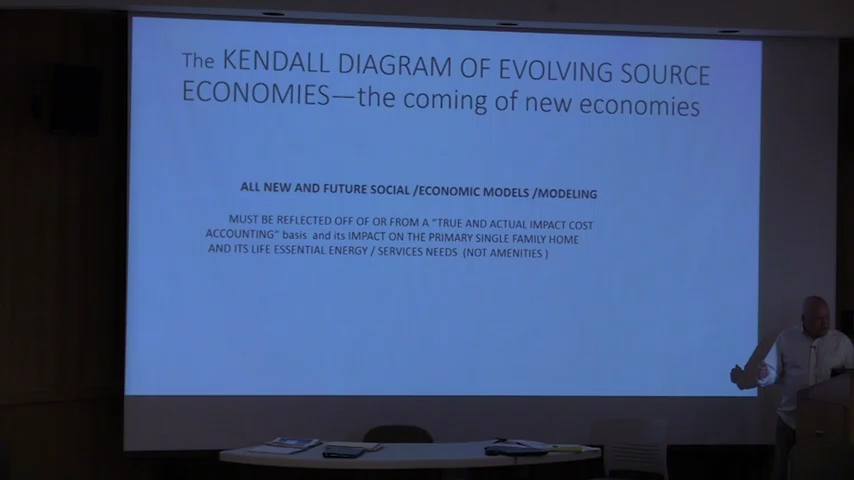 The KENDALL DIAGRAM OF EVOLVING SOURCE
ECONOMIES—the coming of new economies
ALL NEW AND FUTURE SOCIAL /ECONOMIC MODELS /MODELING
MUST BE REFLECTED OFF OF OR FROM A "TRUE AND ACTUAL IMPACT COST
ACCOUNTING" basis and its IMPACT ON THE PRIMARY SINGLE FAMILY HOME
AND ITS LIFE ESSENTIAL ENERGY / SERVICES NEEDS (NOT AMENITIES )